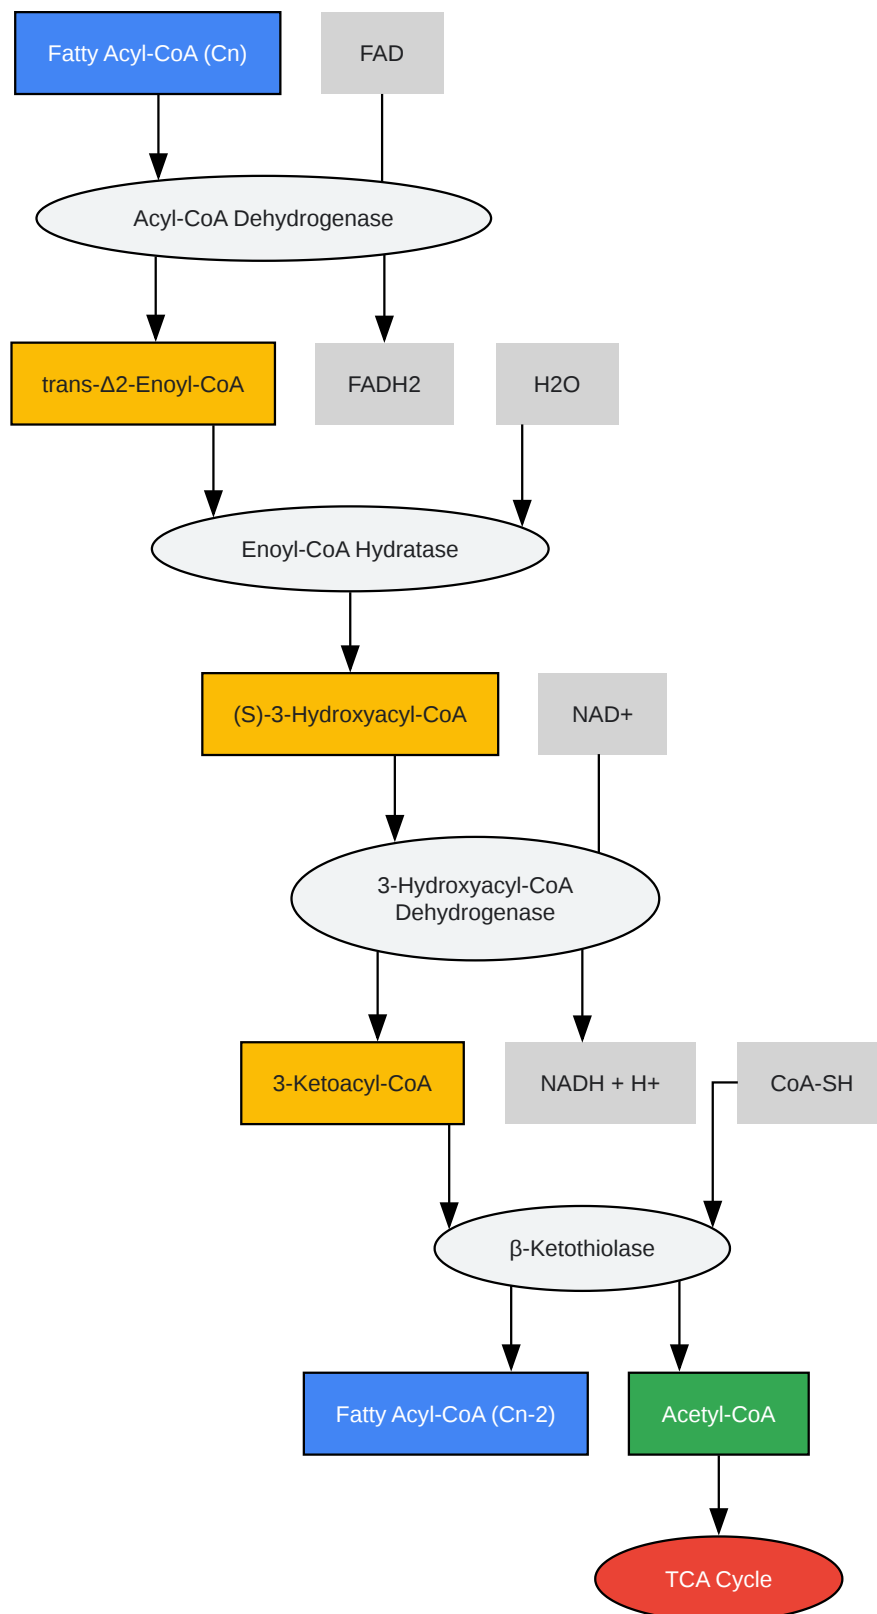 Fatty Acyl-CoA (Cn)
FAD
Acyl-CoA Dehydrogenase
trans-Δ2-Enoyl-CoA
FADH2
H2O
Enoyl-CoA Hydratase
(S)-3-Hydroxyacyl-CoA
NAD+
3-Hydroxyacyl-CoA
Dehydrogenase
3-Ketoacyl-CoA
NADH + H+
CoA-SH
β-Ketothiolase
Fatty Acyl-CoA (Cn-2)
Acetyl-CoA
TCA Cycle